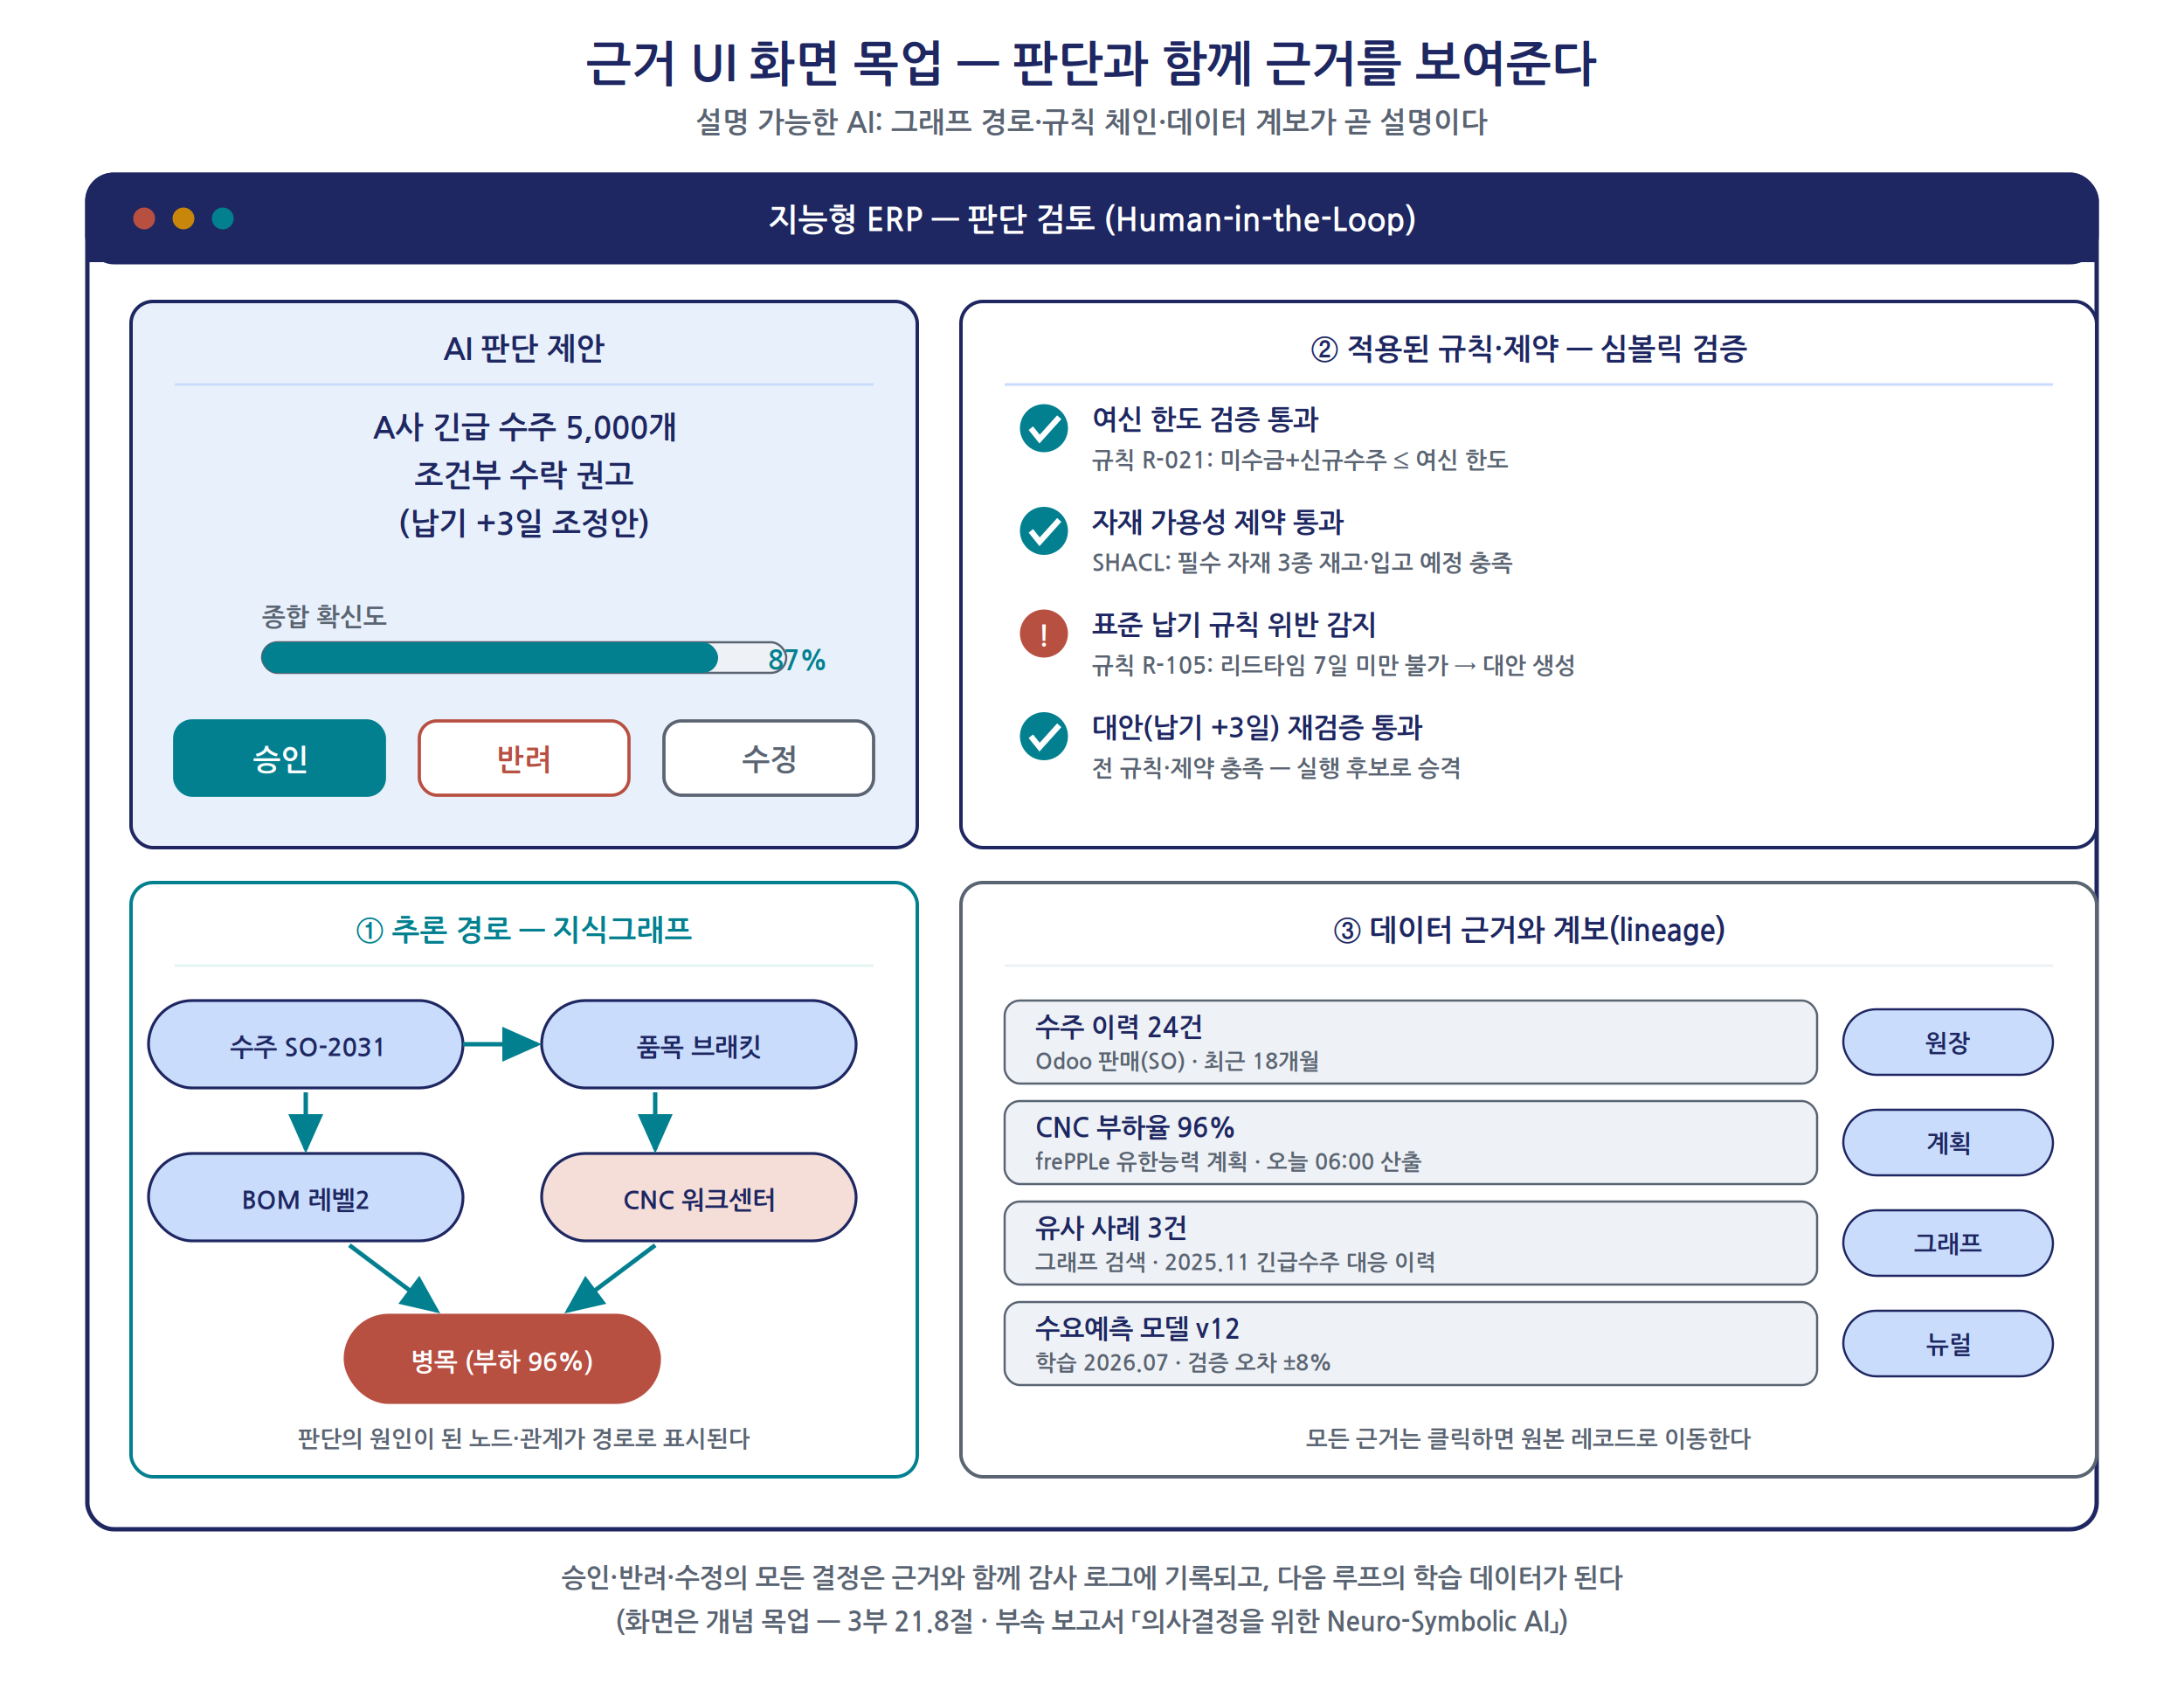 근거 UI 화면 목업 — 판단과 함께 근거를 보여준다
설명 가능한 AI: 그래프 경로·규칙 체인·데이터 계보가 곧 설명이다
지능형 ERP — 판단 검토 (Human-in-the-Loop)
AI 판단 제안
A사 긴급 수주 5,000개
조건부 수락 권고
(납기 +3일 조정안)
종합 확신도
87%
승인
반려
수정
② 적용된 규칙·제약 — 심볼릭 검증
여신 한도 검증 통과
규칙 R-021: 미수금+신규수주 ≤ 여신 한도
자재 가용성 제약 통과
SHACL: 필수 자재 3종 재고·입고 예정 충족
!
표준 납기 규칙 위반 감지
규칙 R-105: 리드타임 7일 미만 불가 → 대안 생성
대안(납기 +3일) 재검증 통과
전 규칙·제약 충족 — 실행 후보로 승격
① 추론 경로 — 지식그래프
수주 SO-2031
품목 브래킷
BOM 레벨2
CNC 워크센터
병목 (부하 96%)
판단의 원인이 된 노드·관계가 경로로 표시된다
③ 데이터 근거와 계보(lineage)
수주 이력 24건
Odoo 판매(SO) · 최근 18개월
원장
CNC 부하율 96%
frePPLe 유한능력 계획 · 오늘 06:00 산출
계획
유사 사례 3건
그래프 검색 · 2025.11 긴급수주 대응 이력
그래프
수요예측 모델 v12
학습 2026.07 · 검증 오차 ±8%
뉴럴
모든 근거는 클릭하면 원본 레코드로 이동한다
승인·반려·수정의 모든 결정은 근거와 함께 감사 로그에 기록되고, 다음 루프의 학습 데이터가 된다
(화면은 개념 목업 — 3부 21.8절 · 부속 보고서 「의사결정을 위한 Neuro-Symbolic AI」)